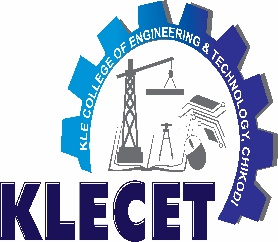 KLE COLLEGE OF ENGINEERING & TECHNOLOGY, CHIKODI
KLECET